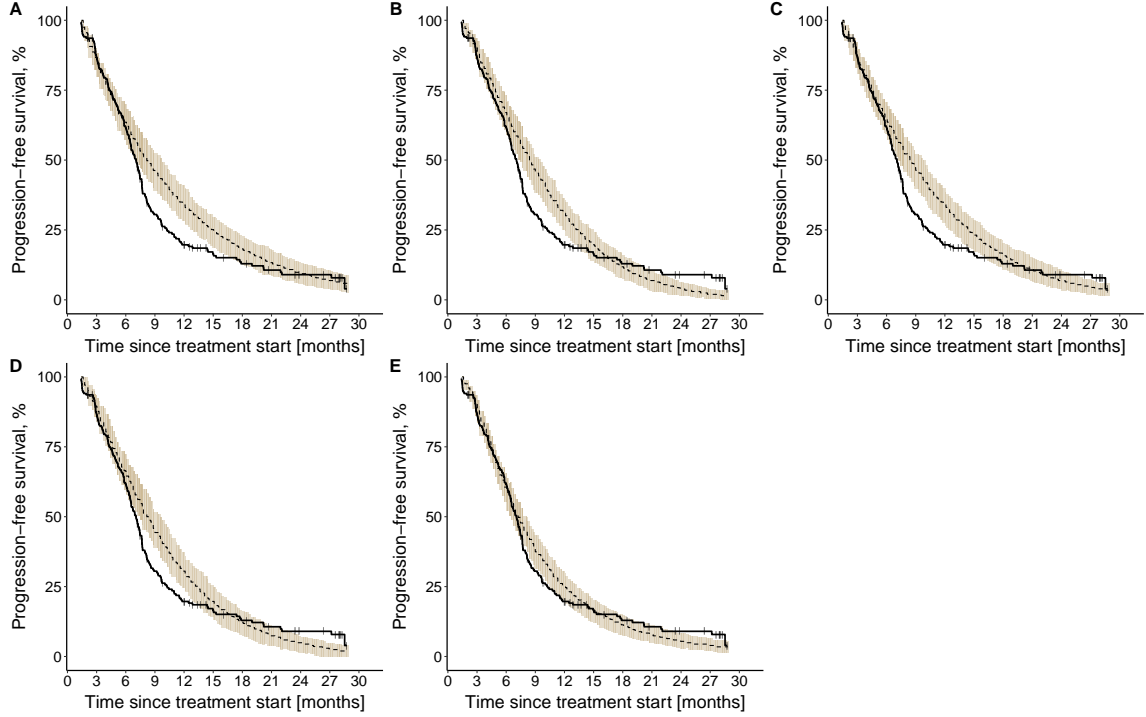 A
B
C
100
75
50
25
0
Progression−free survival, %
0 3 6 9 12 15 18 21 24 27 30
Time since treatment start [months]
100
75
50
25
0
Progression−free survival, %
0 3 6 9 12 15 18 21 24 27 30
Time since treatment start [months]
100
75
50
25
0
Progression−free survival, %
0 3 6 9 12 15 18 21 24 27 30
Time since treatment start [months]
D
E
100
75
50
25
0
Progression−free survival, %
0 3 6 9 12 15 18 21 24 27 30
Time since treatment start [months]
100
75
50
25
0
Progression−free survival, %
0 3 6 9 12 15 18 21 24 27 30
Time since treatment start [months]